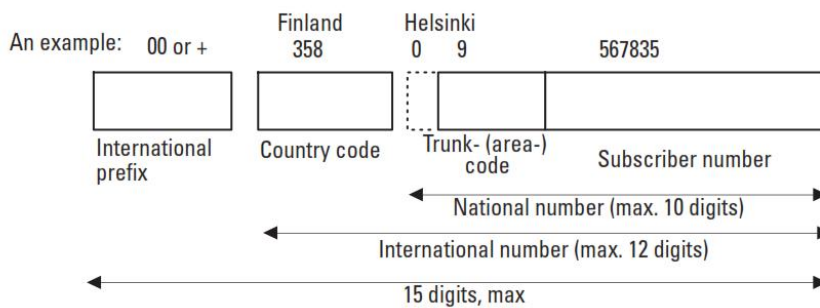 Finland Helsinki
An example: 00 or + 358 0 9 567835
International prefix
Country code
Trunk- (area-) code
Subscriber number
National number (max. 10 digits)
International number (max. 12 digits)
15 digits, max